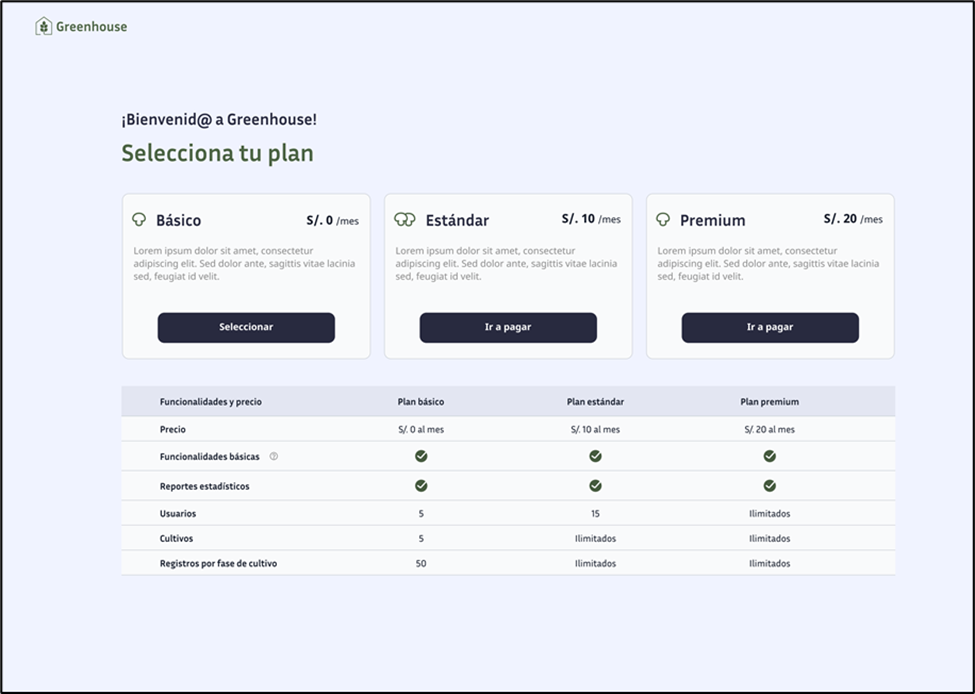 Greenhouse
¡Bienvenid@ a Greenhouse!
Selecciona tu plan
Básico S/. 0 /mes
Lorem ipsum dolor sit amet, consectetur
adipiscing elit. Sed dolor ante, sagittis vitae lacinia
sed, feugiat id velit.
Seleccionar
Estándar S/. 10 /mes
Lorem ipsum dolor sit amet, consectetur
adipiscing elit. Sed dolor ante, sagittis vitae lacinia
sed, feugiat id velit.
Ir a pagar
Premium S/. 20 /mes
Lorem ipsum dolor sit amet, consectetur
adipiscing elit. Sed dolor ante, sagittis vitae lacinia
sed, feugiat id velit.
Ir a pagar
Funcionalidades y precio Plan básico Plan estándar Plan premium
Precio S/. 0 al mes S/. 10 al mes S/. 20 al mes
Funcionalidades básicas ?
Reportes estadísticos
Usuarios 5 15 Ilimitados
Cultivos 5 Ilimitados Ilimitados
Registros por fase de cultivo 50 Ilimitados Ilimitados